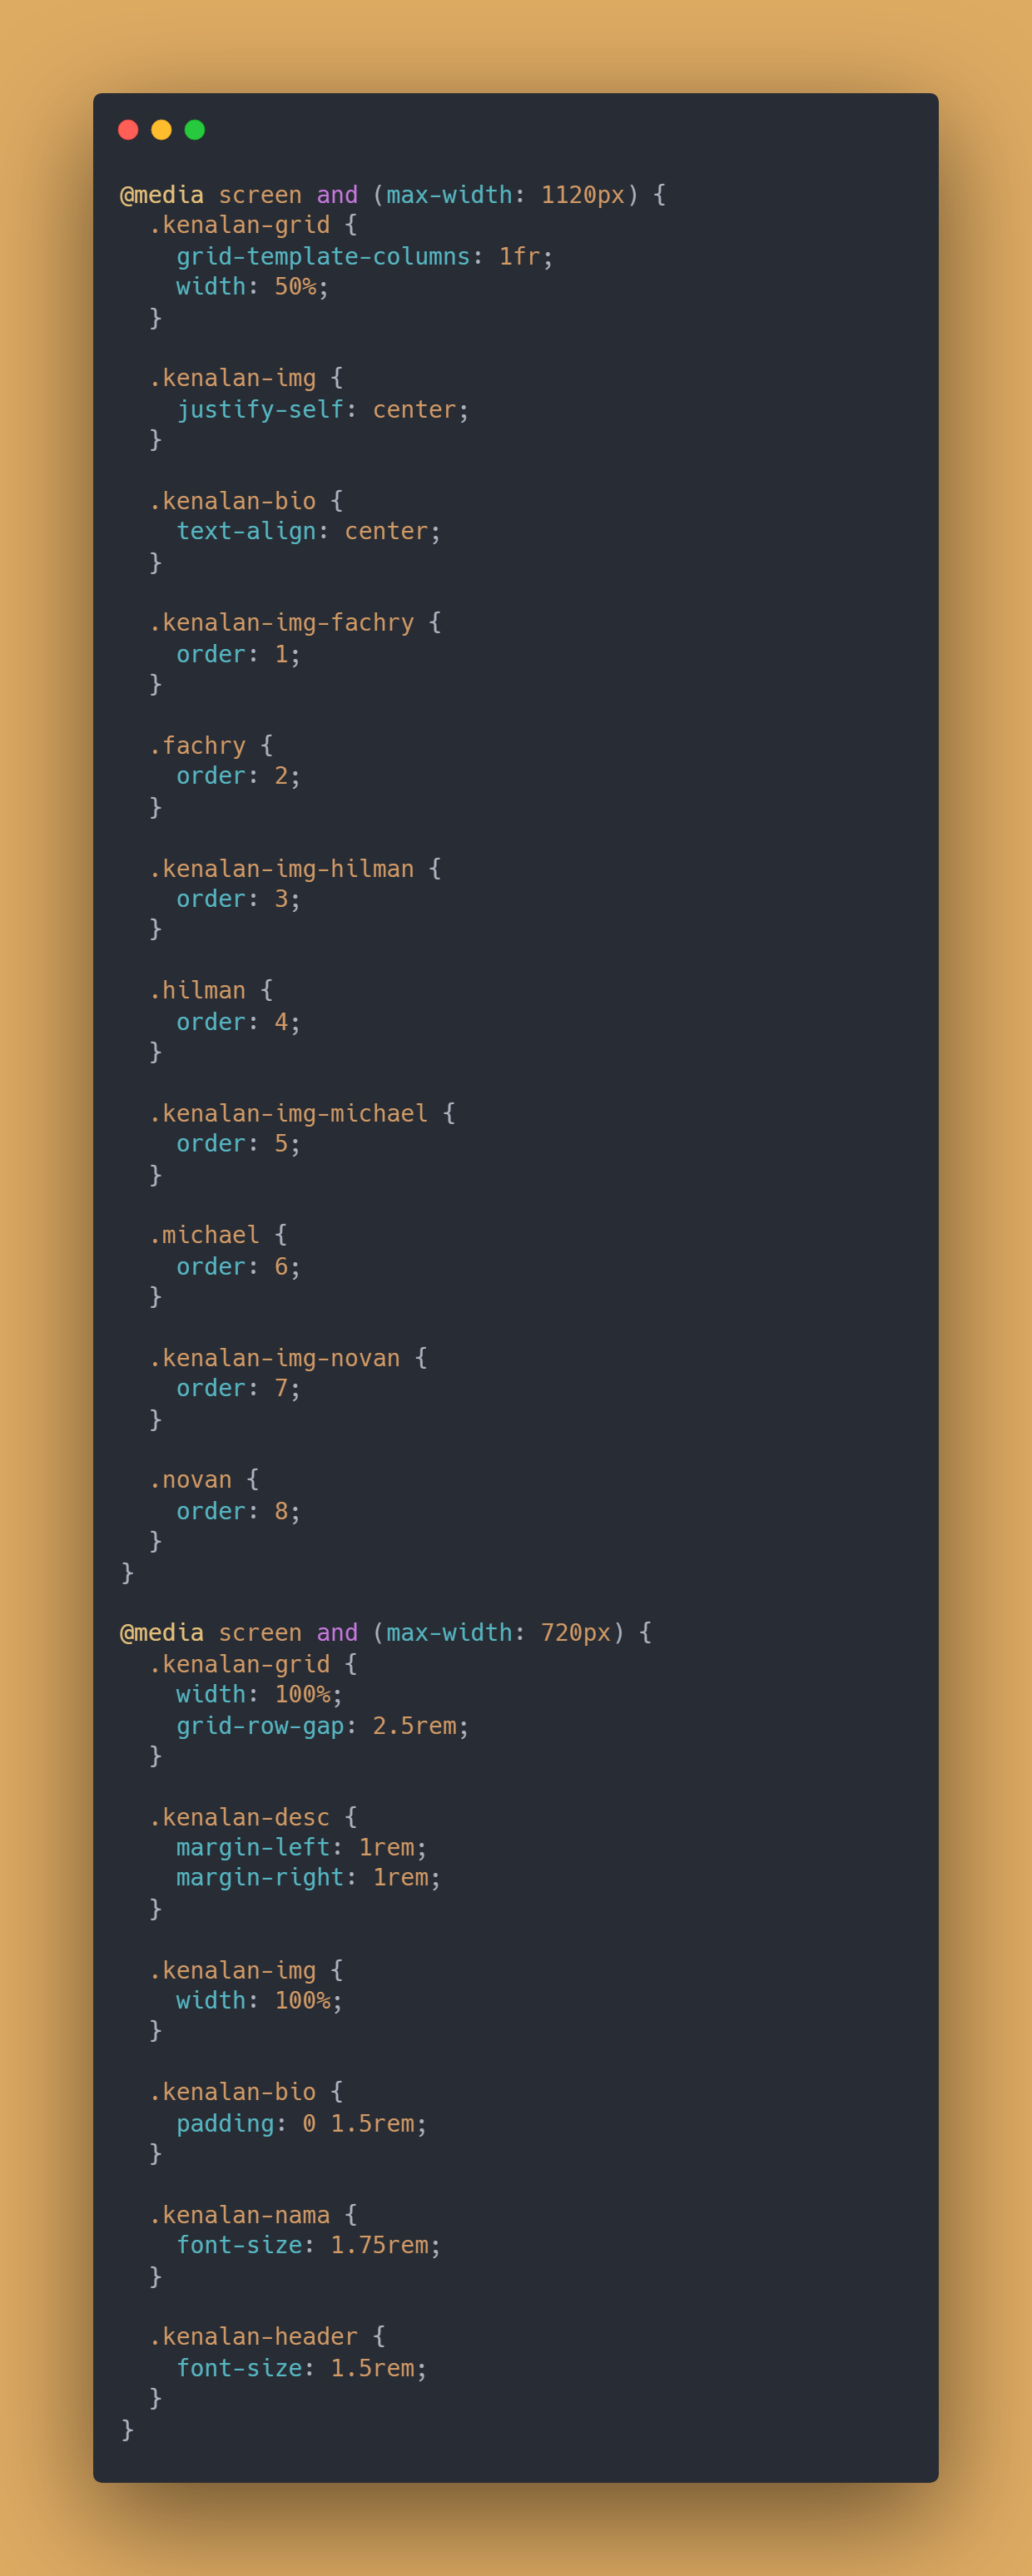 @media screen and (max-width: 1120px) {
  .kenalan-grid {
    grid-template-columns: 1fr;
    width: 50%;
  }

  .kenalan-img {
    justify-self: center;
  }

  .kenalan-bio {
    text-align: center;
  }

  .kenalan-img-fachry {
    order: 1;
  }

  .fachry {
    order: 2;
  }

  .kenalan-img-hilman {
    order: 3;
  }

  .hilman {
    order: 4;
  }

  .kenalan-img-michael {
    order: 5;
  }

  .michael {
    order: 6;
  }

  .kenalan-img-novan {
    order: 7;
  }

  .novan {
    order: 8;
  }
}

@media screen and (max-width: 720px) {
  .kenalan-grid {
    width: 100%;
    grid-row-gap: 2.5rem;
  }

  .kenalan-desc {
    margin-left: 1rem;
    margin-right: 1rem;
  }

  .kenalan-img {
    width: 100%;
  }

  .kenalan-bio {
    padding: 0 1.5rem;
  }

  .kenalan-nama {
    font-size: 1.75rem;
  }

  .kenalan-header {
    font-size: 1.5rem;
  }
}